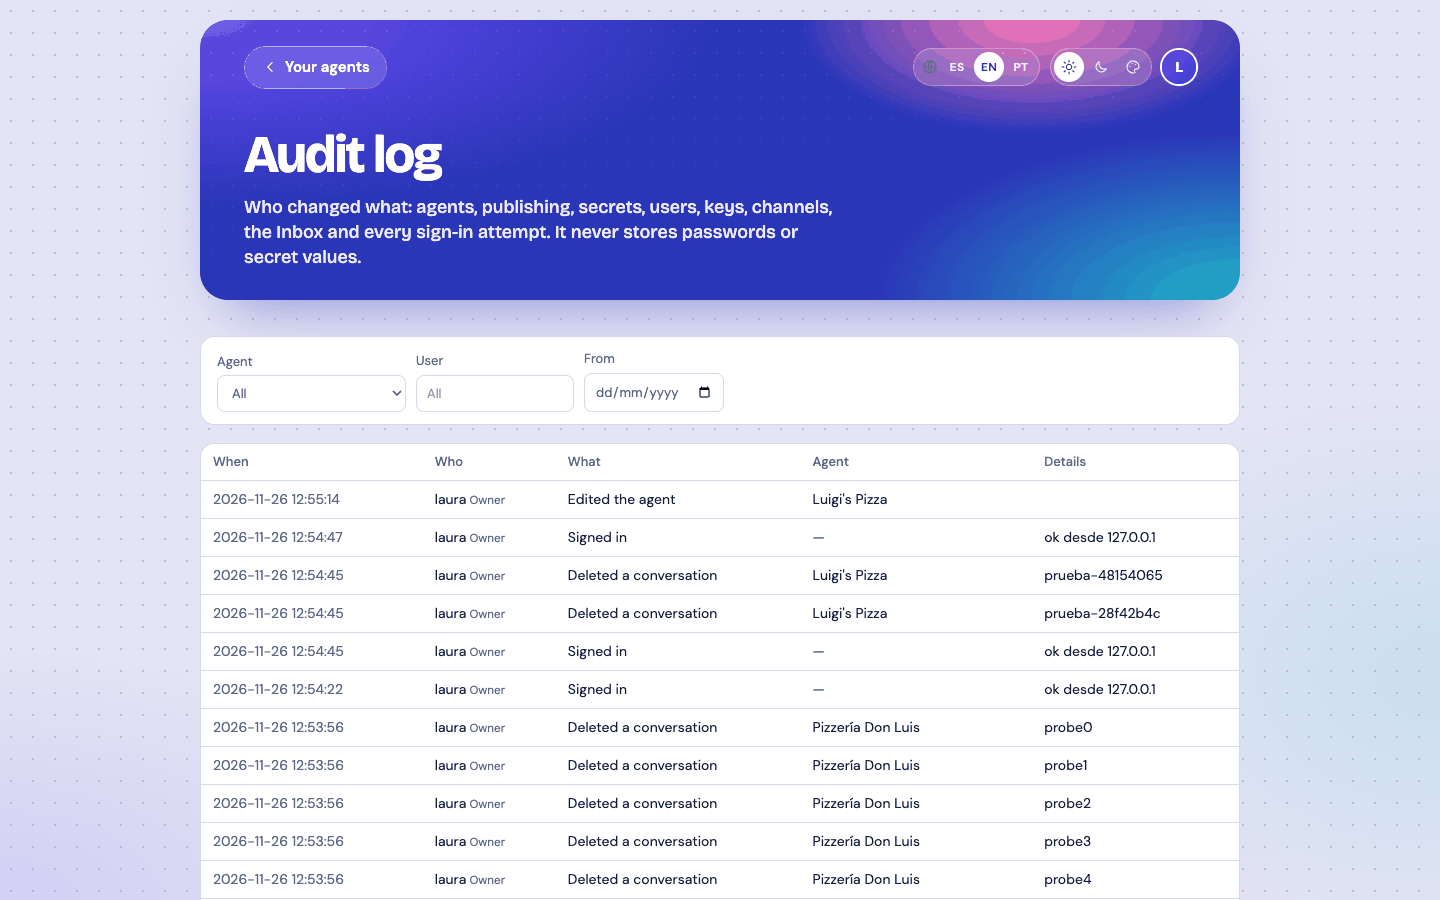 Your agents
ES EN PT
L
Audit log
Who changed what: agents, publishing, secrets, users, keys, channels,
the Inbox and every sign-in attempt. It never stores passwords or
secret values.
Agent User From
All All dd/mm/yyyy
When Who What Agent Details
2026-11-26 12:55:14 laura Owner Edited the agent Luigi's Pizza
2026-11-26 12:54:47 laura Owner Signed in — ok desde 127.0.0.1
2026-11-26 12:54:45 laura Owner Deleted a conversation Luigi's Pizza prueba-48154065
2026-11-26 12:54:45 laura Owner Deleted a conversation Luigi's Pizza prueba-28f42b4c
2026-11-26 12:54:45 laura Owner Signed in — ok desde 127.0.0.1
2026-11-26 12:54:22 laura Owner Signed in — ok desde 127.0.0.1
2026-11-26 12:53:56 laura Owner Deleted a conversation Pizzería Don Luis probe0
2026-11-26 12:53:56 laura Owner Deleted a conversation Pizzería Don Luis probe1
2026-11-26 12:53:56 laura Owner Deleted a conversation Pizzería Don Luis probe2
2026-11-26 12:53:56 laura Owner Deleted a conversation Pizzería Don Luis probe3
2026-11-26 12:53:56 laura Owner Deleted a conversation Pizzería Don Luis probe4